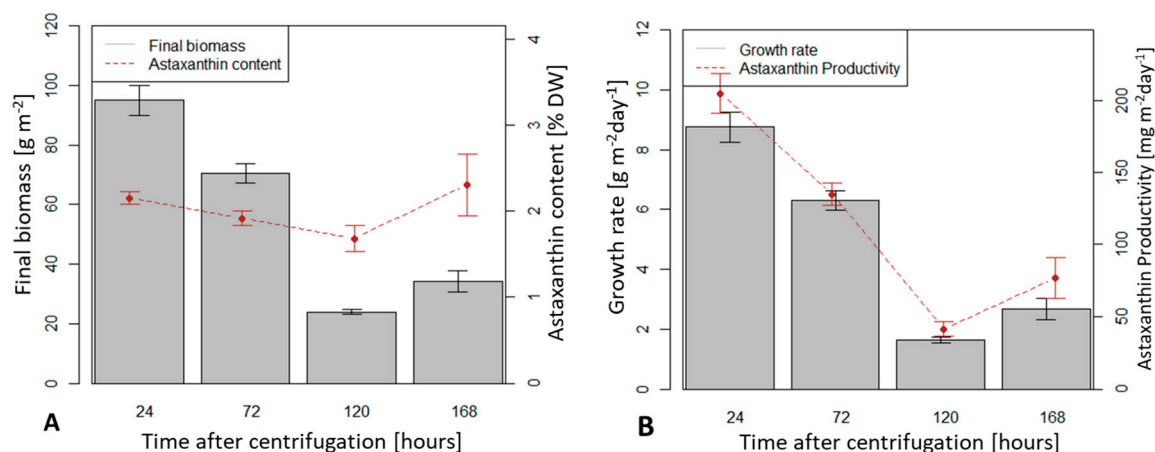 Final biomass
Astaxanthin content
Final biomass [g m-2]
0
20
40
60
80
100
120
Astaxanthin content [% DW]
0
1
2
3
4
24
72
120
168
Time after centrifugation [hours]
A
Growth rate
Astaxanthin Productivity
Growth rate [g m⁻²day⁻¹]
0
2
4
6
8
10
12
Astaxanthin Productivity [mg m⁻²day⁻¹]
0
50
100
150
200
24
72
120
168
Time after centrifugation [hours]
B